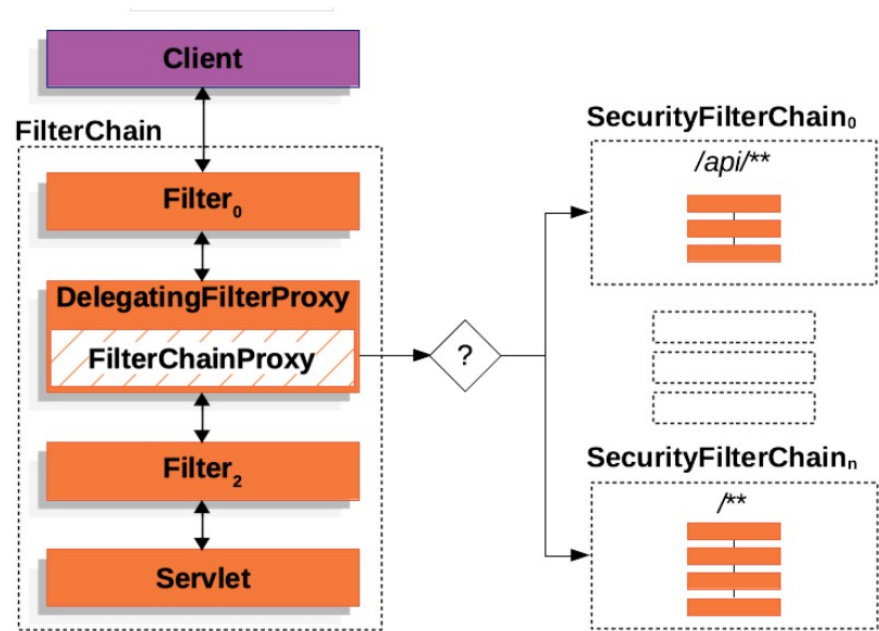 Client
FilterChain
Filter₀
DelegatingFilterProxy
FilterChainProxy
Filter₂
Servlet
?
SecurityFilterChain₀
/api/**
SecurityFilterChainₙ
/**